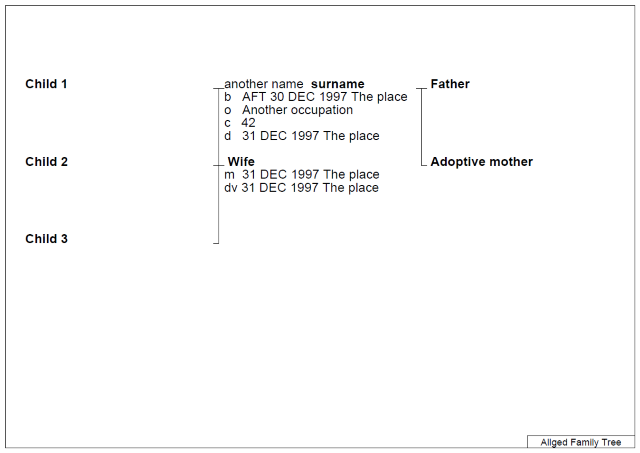 Child 1
another name surname
Father
b AFT 30 DEC 1997 The place
o Another occupation
c 42
d 31 DEC 1997 The place
Child 2
Wife
Adoptive mother
m 31 DEC 1997 The place
dv 31 DEC 1997 The place
Child 3
Allged Family Tree